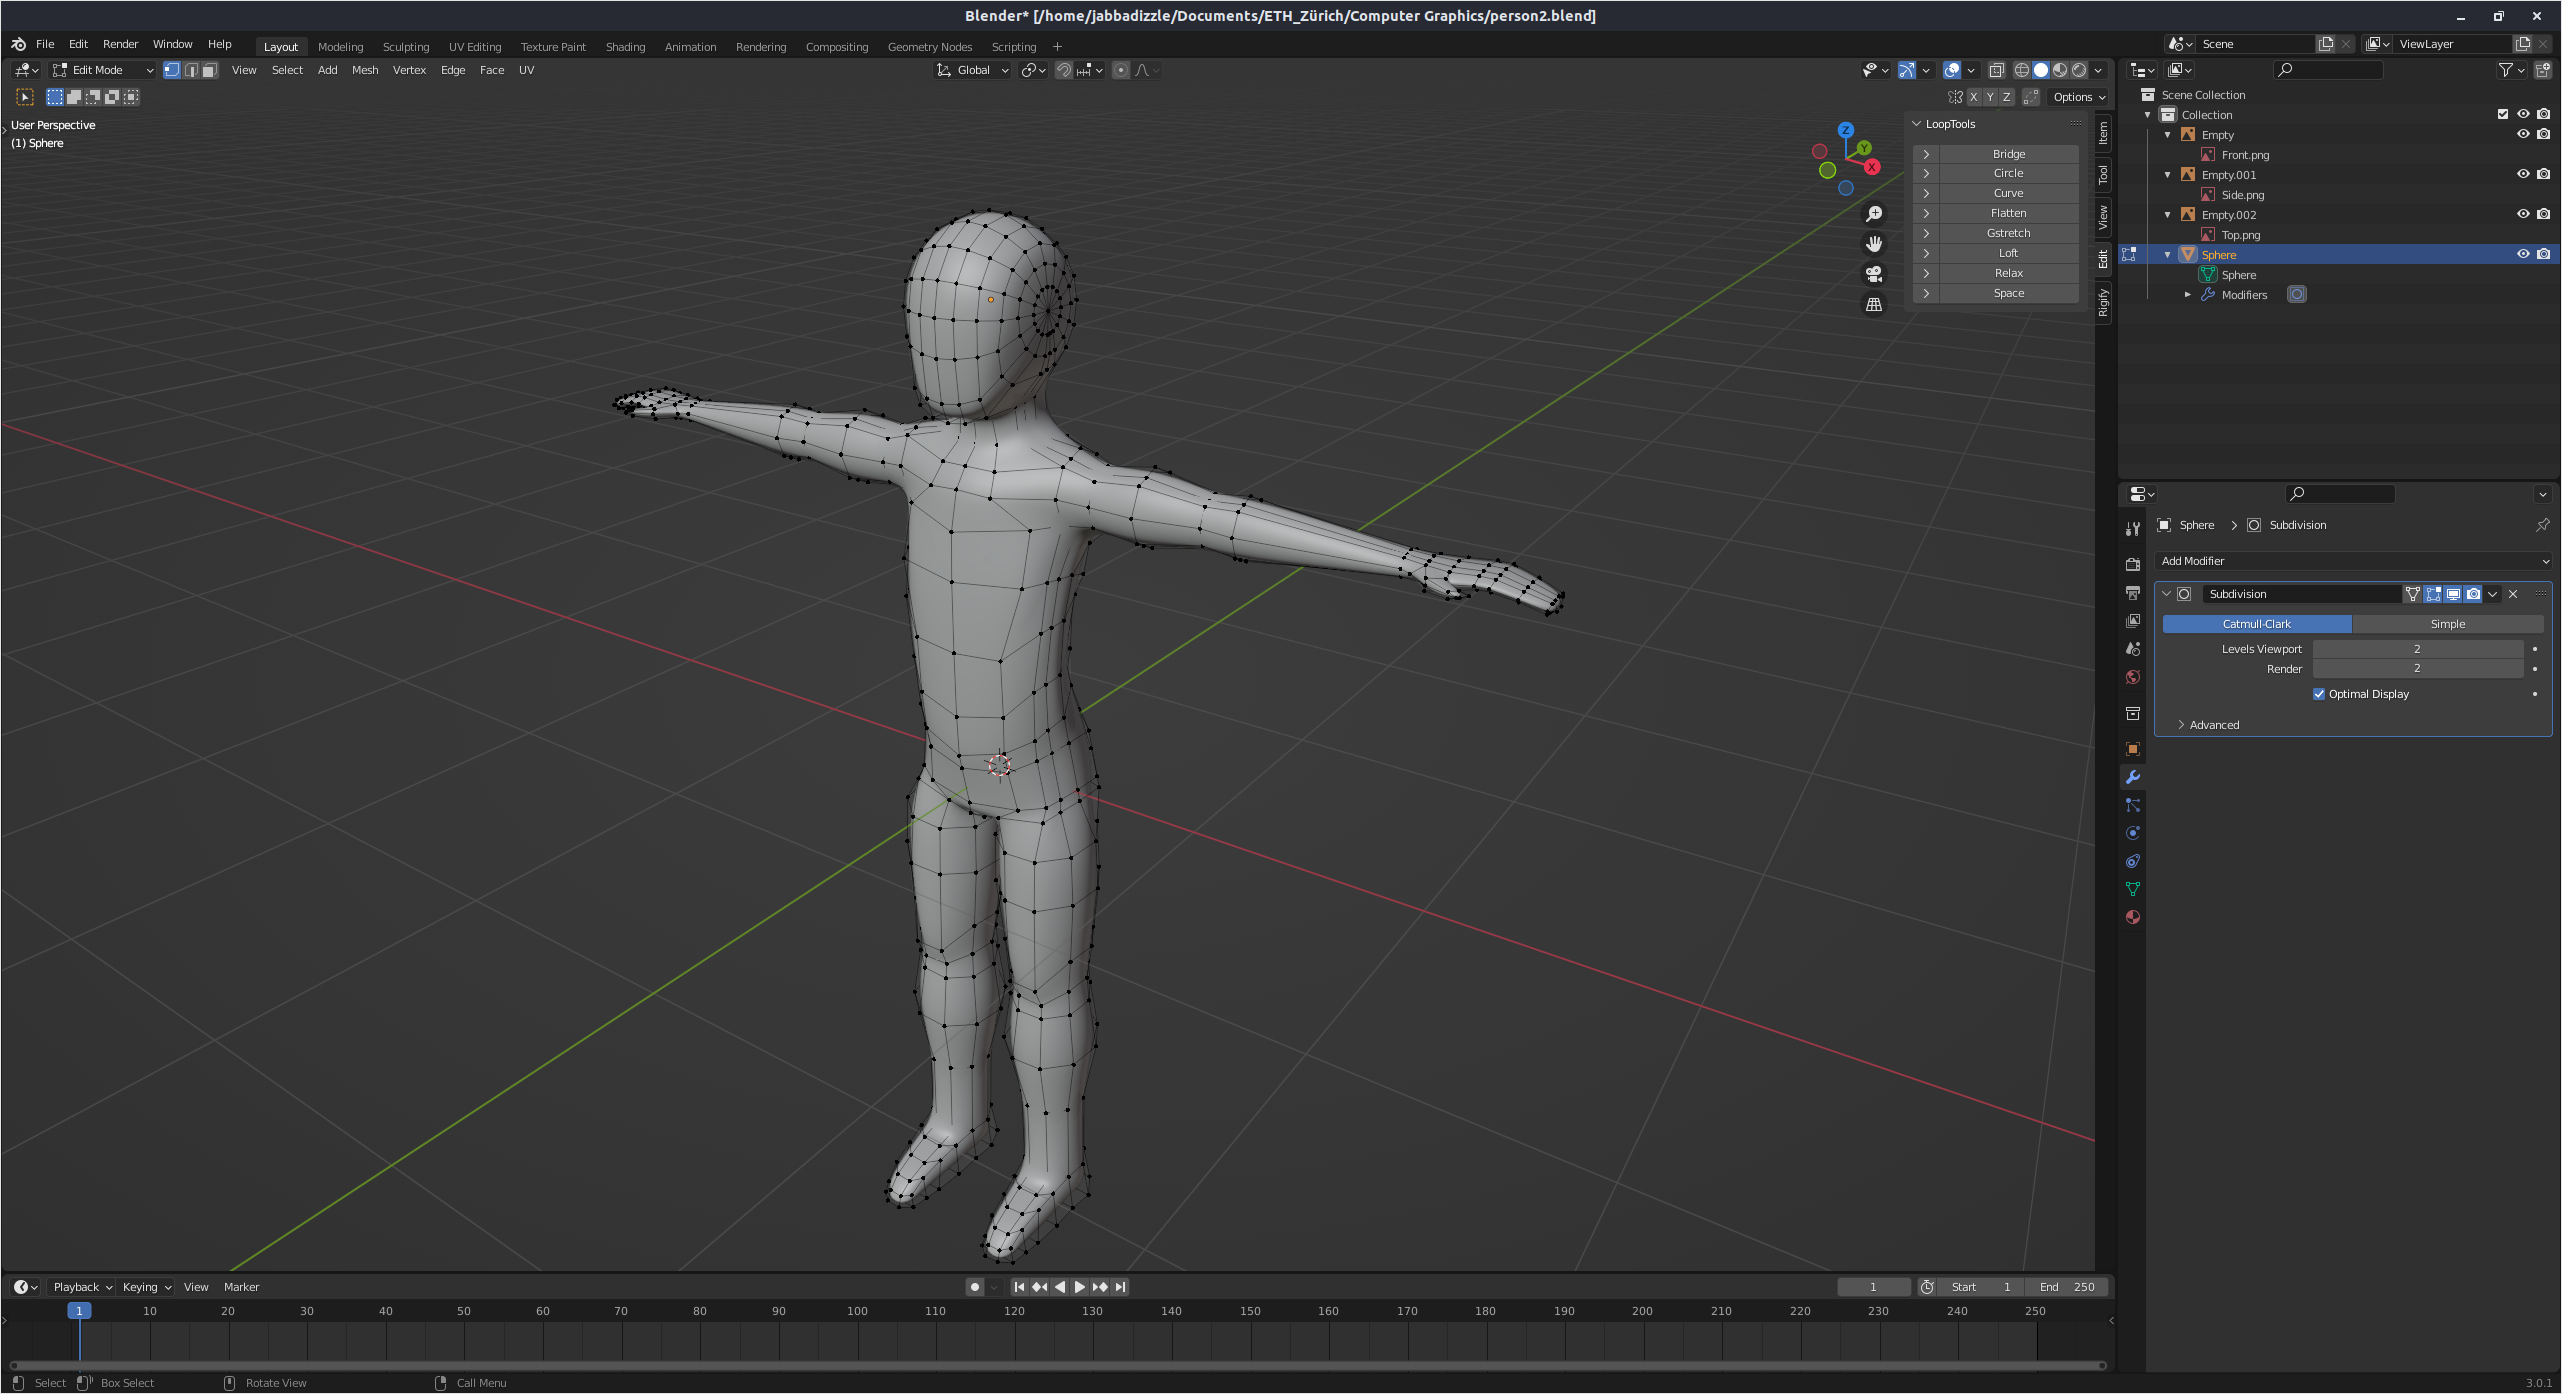 Blender* [/home/jabbadizzle/Documents/ETH_Zürich/Computer Graphics/person2.blend]
File Edit Render Window Help Layout Modeling Sculpting UV Editing Texture Paint Shading Animation Rendering Compositing Geometry Nodes Scripting + Scene ViewLayer
Edit Mode View Select Add Mesh Vertex Edge Face UV Global
X Y Z Options
User Perspective
(1) Sphere
Z
Y
X
LoopTools
Bridge
Circle
Curve
Flatten
Gstretch
Loft
Relax
Space
Item
Tool
View
Edit
Rigify
Scene Collection
Collection
Empty
Front.png
Empty.001
Side.png
Empty.002
Top.png
Sphere
Sphere
Modifiers
Sphere > Subdivision
Add Modifier
Subdivision
Catmull-Clark Simple
Levels Viewport 2
Render 2
Optimal Display
Advanced
Playback Keying View Marker 1 Start 1 End 250
1 10 20 30 40 50 60 70 80 90 100 110 120 130 140 150 160 170 180 190 200 210 220 230 240 250
Select Box Select Rotate View Call Menu 3.0.1